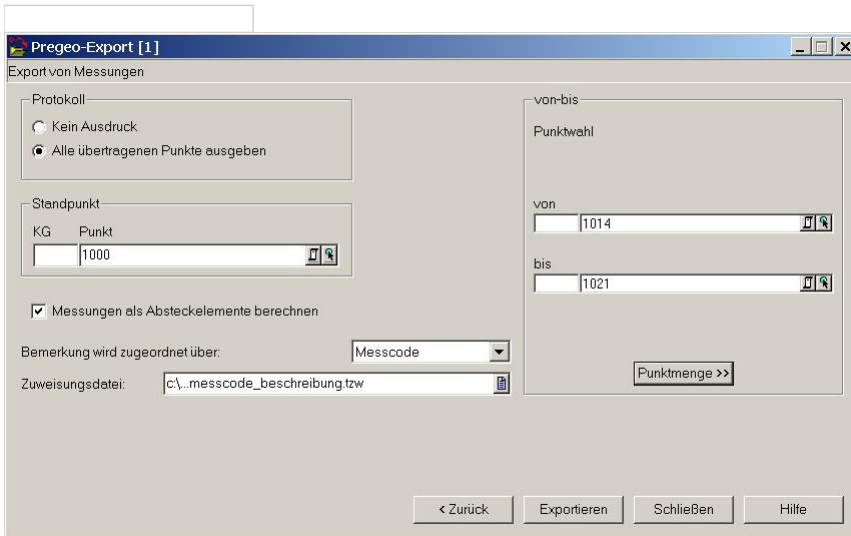 Pregeo-Export [1]
Export von Messungen
Protokoll
Kein Ausdruck
Alle übertragenen Punkte ausgeben
Standpunkt
KG Punkt
1000
Messungen als Absteckelemente berechnen
Bemerkung wird zugeordnet über: Messcode
Zuweisungsdatei: c:\...messcode_beschreibung.tzw
von-bis
Punktwahl
von
1014
bis
1021
Punktmenge >>
< Zurück Exportieren Schließen Hilfe